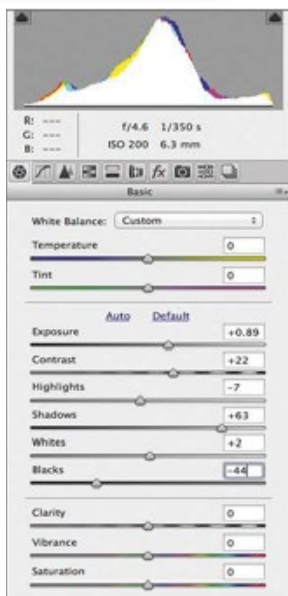 R: ---
G: ---
B: ---
f/4.6 1/350 s
ISO 200 6.3 mm
fx
Basic
White Balance: Custom
Temperature 0
Tint 0
Auto Default
Exposure +0.89
Contrast +22
Highlights -7
Shadows +63
Whites +2
Blacks -44
Clarity 0
Vibrance 0
Saturation 0